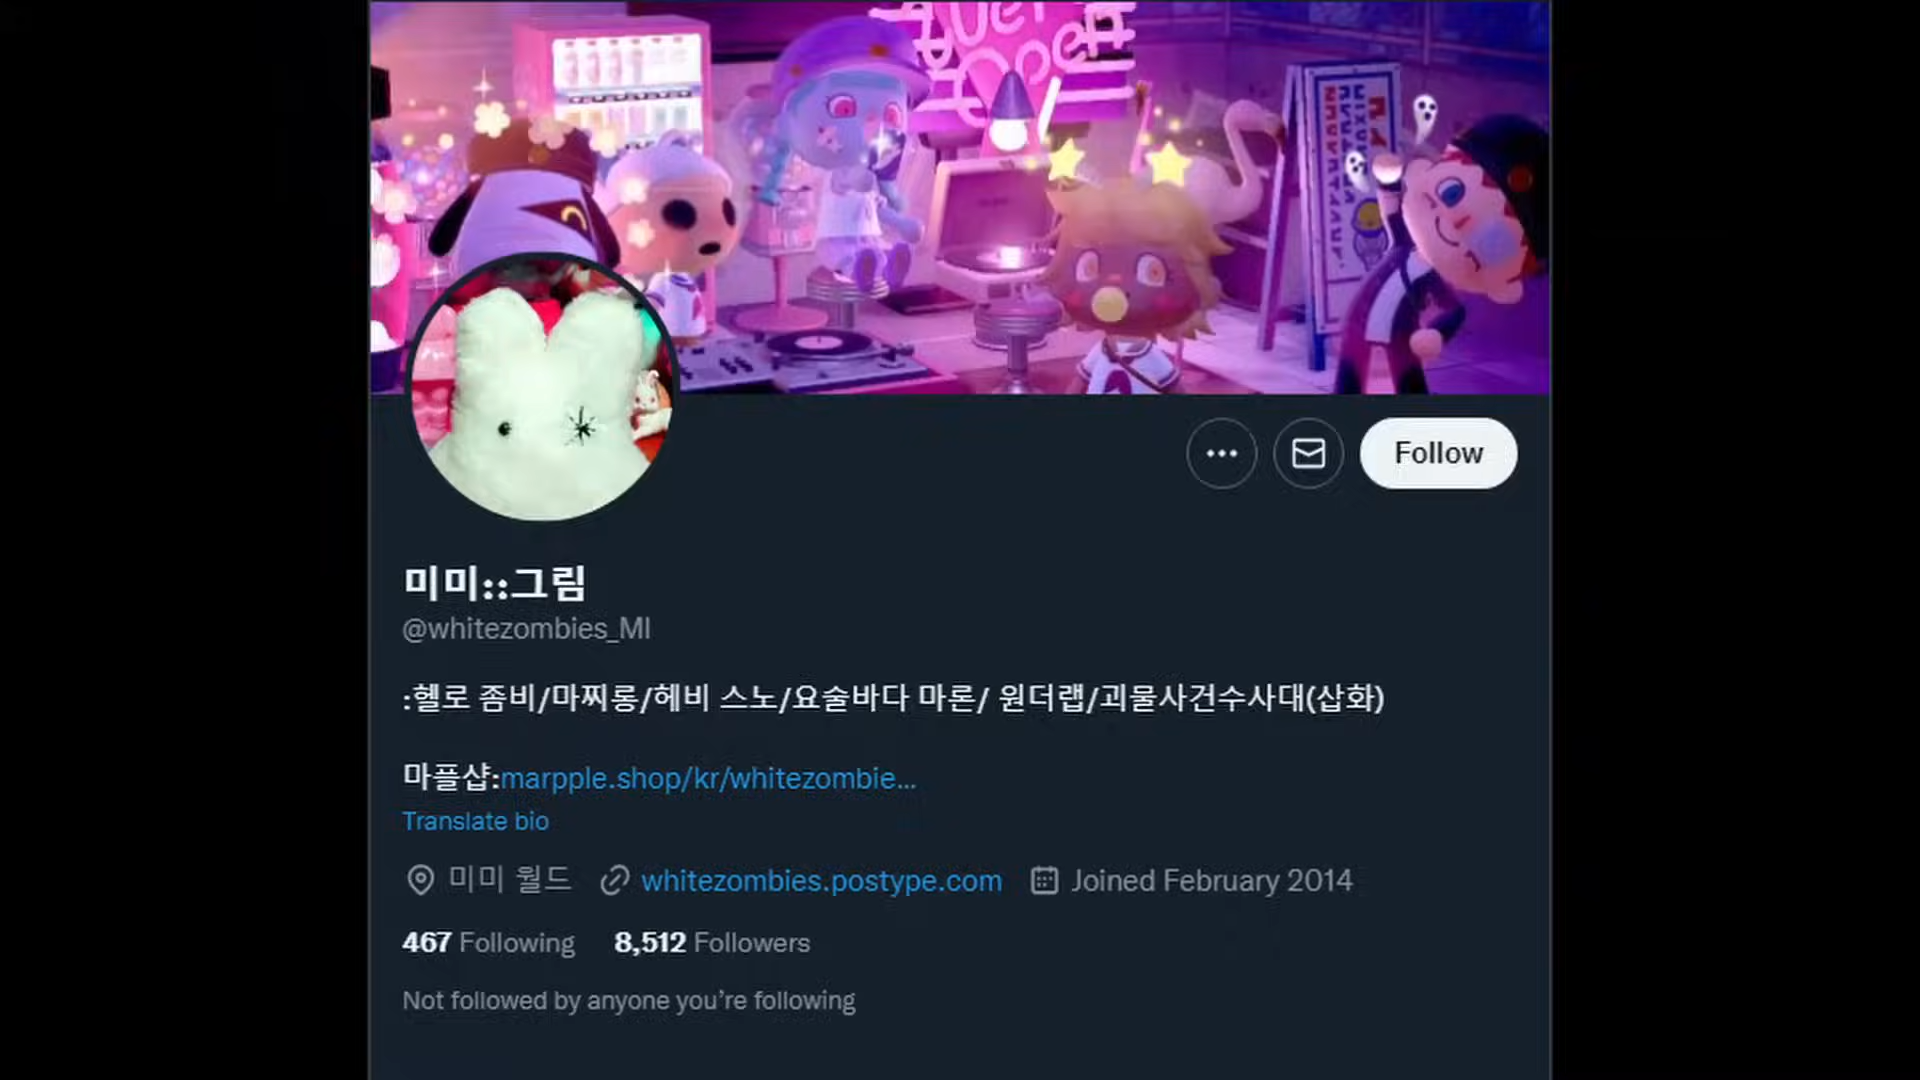 Follow
미미::그림
@whitezombies_MI
:헬로 좀비/마찌롱/헤비 스노/요술바다 마론/ 원더랩/괴물사건수사대(삽화)
마플샵:marpple.shop/kr/whitezombie...
Translate bio
미미 월드 whitezombies.postype.com Joined February 2014
467 Following 8,512 Followers
Not followed by anyone you’re following